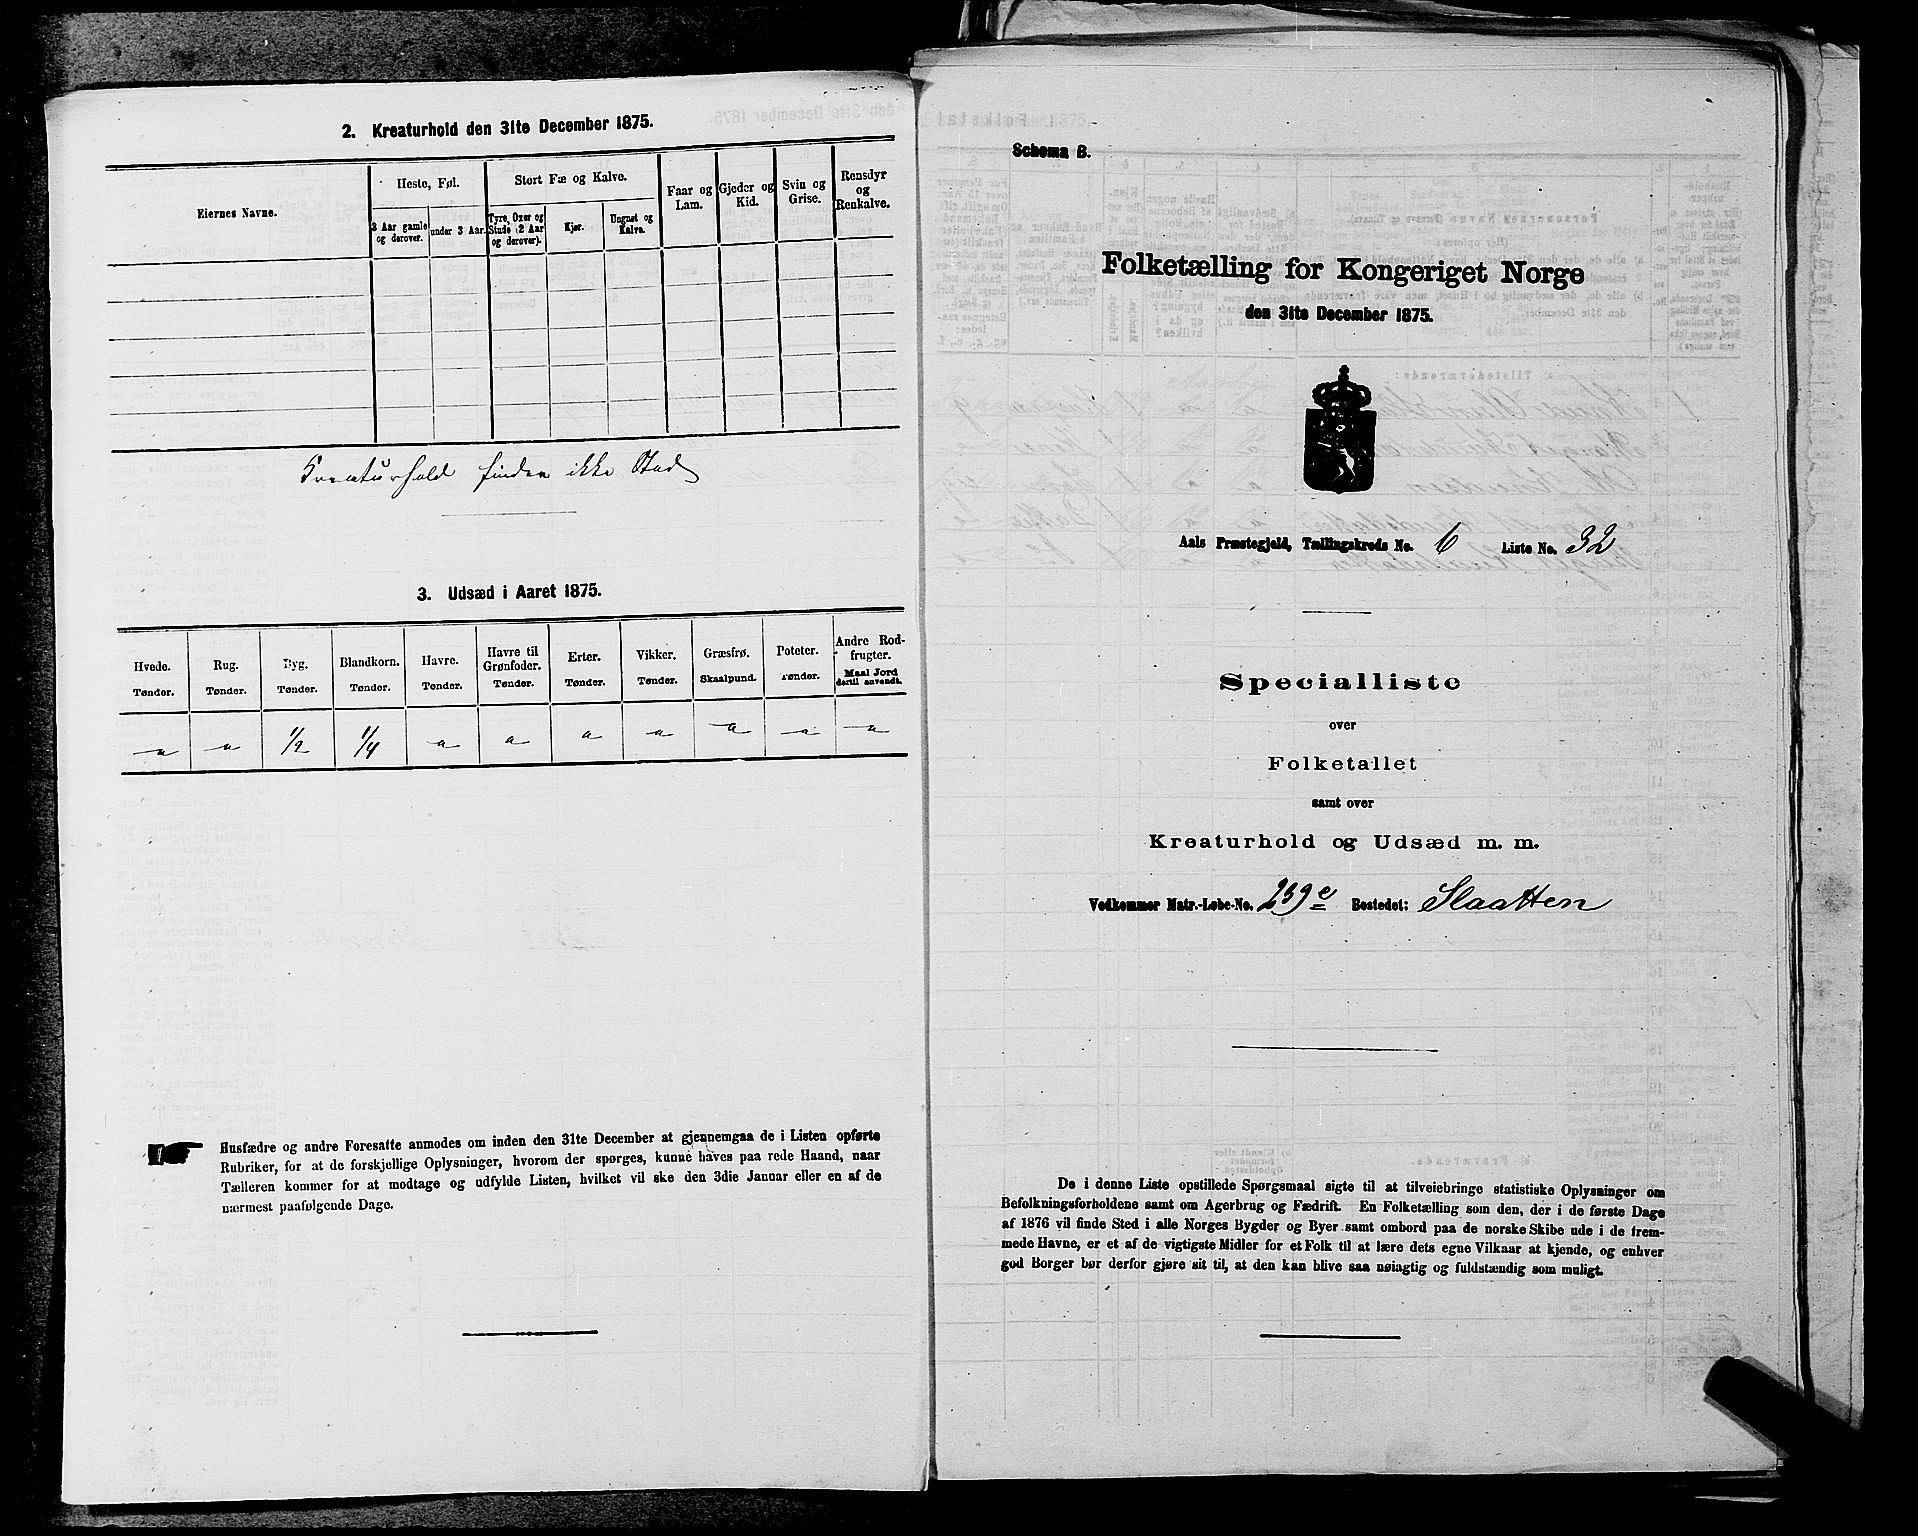 2. Kreaturhold den 31te December 1875.
Eiernes Navne.
Heste, Føl.
3 Aar gamle og derover.
under 3 Aar.
Stort Fæ og Kalve.
Tyre, Oxer og Stude (2 Aar og derover).
Kjør.
Ungnøt og Kalve.
Faar og Lam.
Gjeder og Kid.
Svin og Grise.
Rensdyr og Renkalve.
Kreaturhold finder ikke Sted
3. Udsæd i Aaret 1875.
Hvede. Tønder.
Rug. Tønder.
Byg. Tønder.
Blandkorn. Tønder.
Havre. Tønder.
Havre til Grønfoder. Tønder.
Erter. Tønder.
Vikker. Tønder.
Græsfrø. Skaalpund.
Poteter. Tønder.
Andre Rodfrugter. Maal Jord dertil anvendt.
" " 1/2 1/4 " " " " " " "
Husfædre og andre Foresatte anmodes om inden den 31te December at gjennemgaa de i Listen opførte
Rubriker, for at de forskjellige Oplysninger, hvorom der spørges, kunne haves paa rede Haand, naar
Tælleren kommer for at modtage og udfylde Listen, hvilket vil ske den 3die Januar eller en af de
nærmest paafølgende Dage.
Schema B.
Folketælling for Kongeriget Norge
den 31te December 1875.
Aals Præstegjeld, Tællingskreds No. 6 Liste No. 32
Specialliste
over
Folketallet
samt over
Kreaturhold og Udsæd m. m.
Vedkommer Matr.-Løbe-No. 239e Bostedet: Slaatten
De i denne Liste opstillede Spørgsmaal sigte til at tilveiebringe statistiske Oplysninger om
Befolkningsforholdene samt om Agerbrug og Fædrift. En Folketælling som den, der i de første Dage
af 1876 vil finde Sted i alle Norges Bygder og Byer samt ombord paa de norske Skibe ude i de frem-
mede Havne, er et af de vigtigste Midler for et Folk til at lære dets egne Vilkaar at kjende, og enhver
god Borger bør derfor gjøre sit til, at den kan blive saa nøiagtig og fuldstændig som muligt.